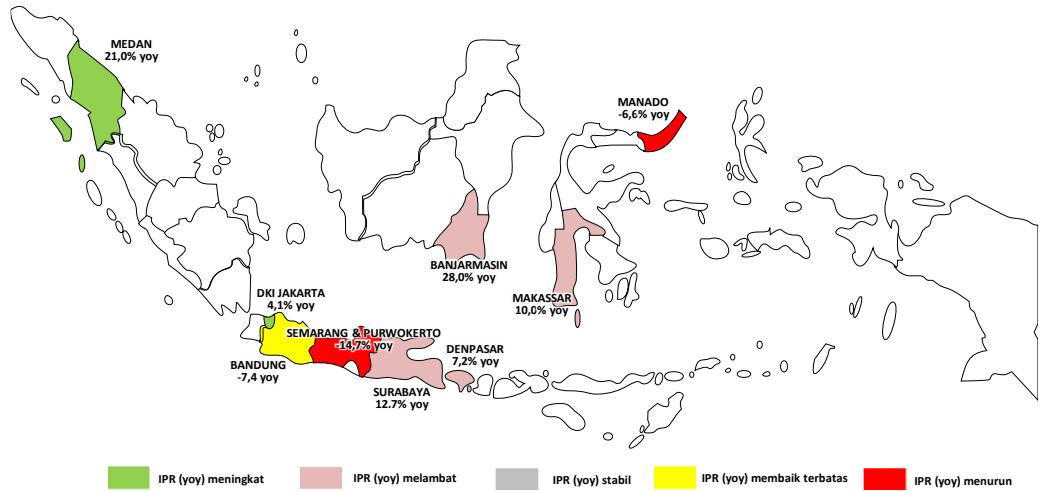 MEDAN
21,0% yoy
MANADO
-6,6% yoy
BANJARMASIN
28,0% yoy
MAKASSAR
10,0% yoy
DKI JAKARTA
4,1% yoy
SEMARANG & PURWOKERTO
-14,7% yoy
BANDUNG
-7,4 yoy
DENPASAR
7,2% yoy
SURABAYA
12.7% yoy
IPR (yoy) meningkat
IPR (yoy) melambat
IPR (yoy) stabil
IPR (yoy) membaik terbatas
IPR (yoy) menurun